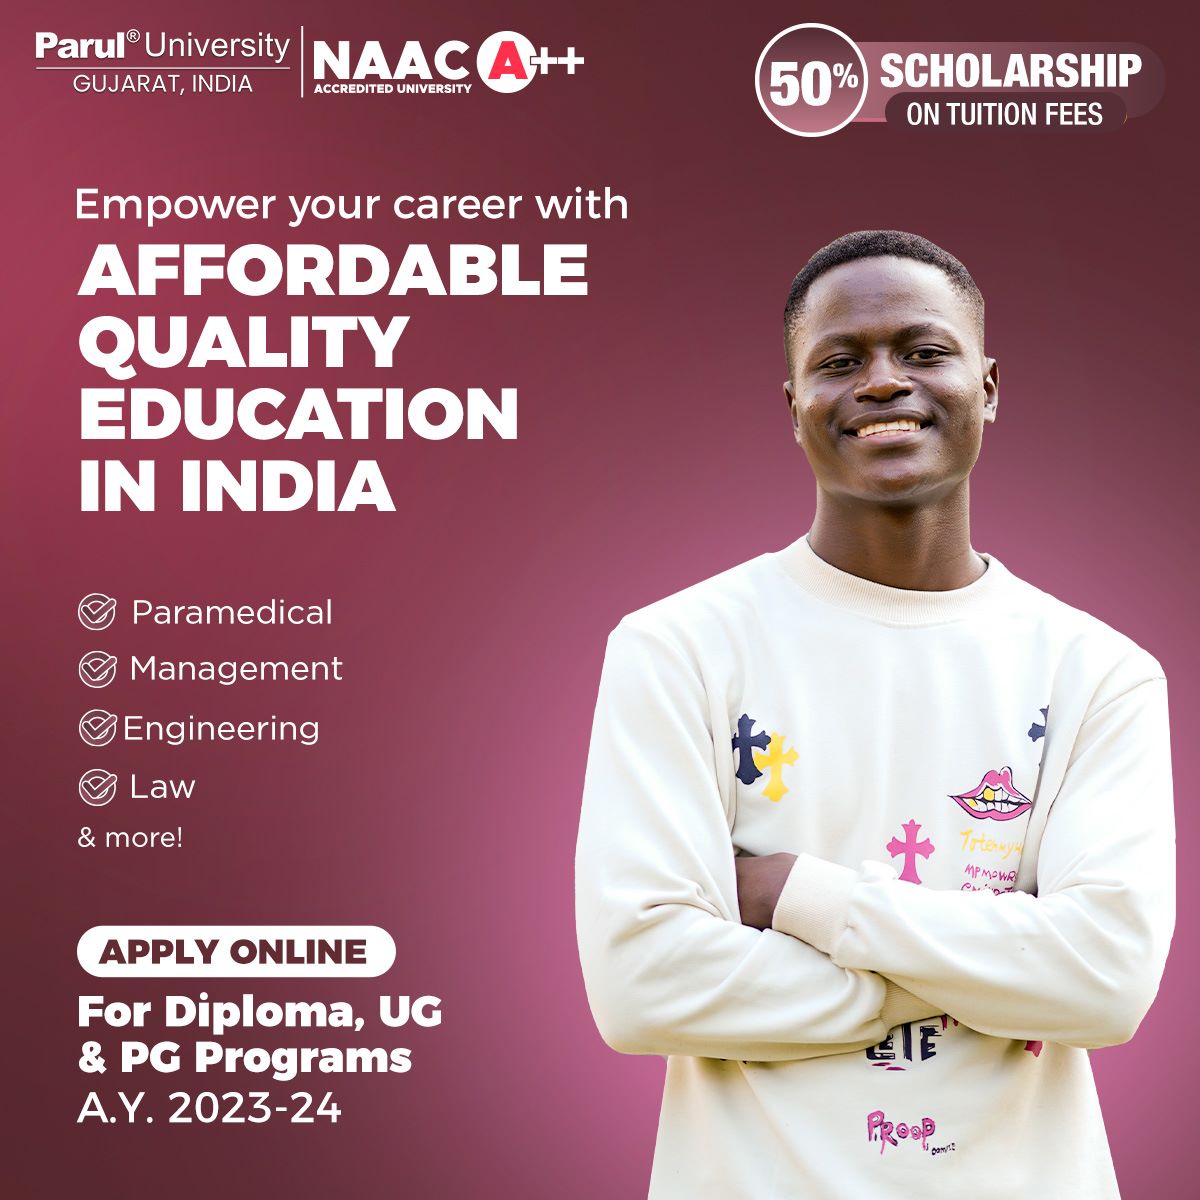 Parul® University
GUJARAT, INDIA
NAAC A++
ACCREDITED UNIVERSITY
50% SCHOLARSHIP
ON TUITION FEES
Empower your career with
AFFORDABLE
QUALITY
EDUCATION
IN INDIA
Paramedical
Management
Engineering
Law
& more!
APPLY ONLINE
For Diploma, UG
& PG Programs
A.Y. 2023-24